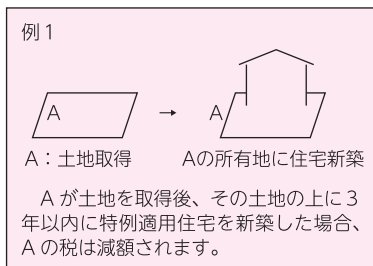 例1
A
→
A
A：土地取得
Aの所有地に住宅新築
A が土地を取得後、その土地の上に３
年以内に特例適用住宅を新築した場合、
A の税は減額されます。